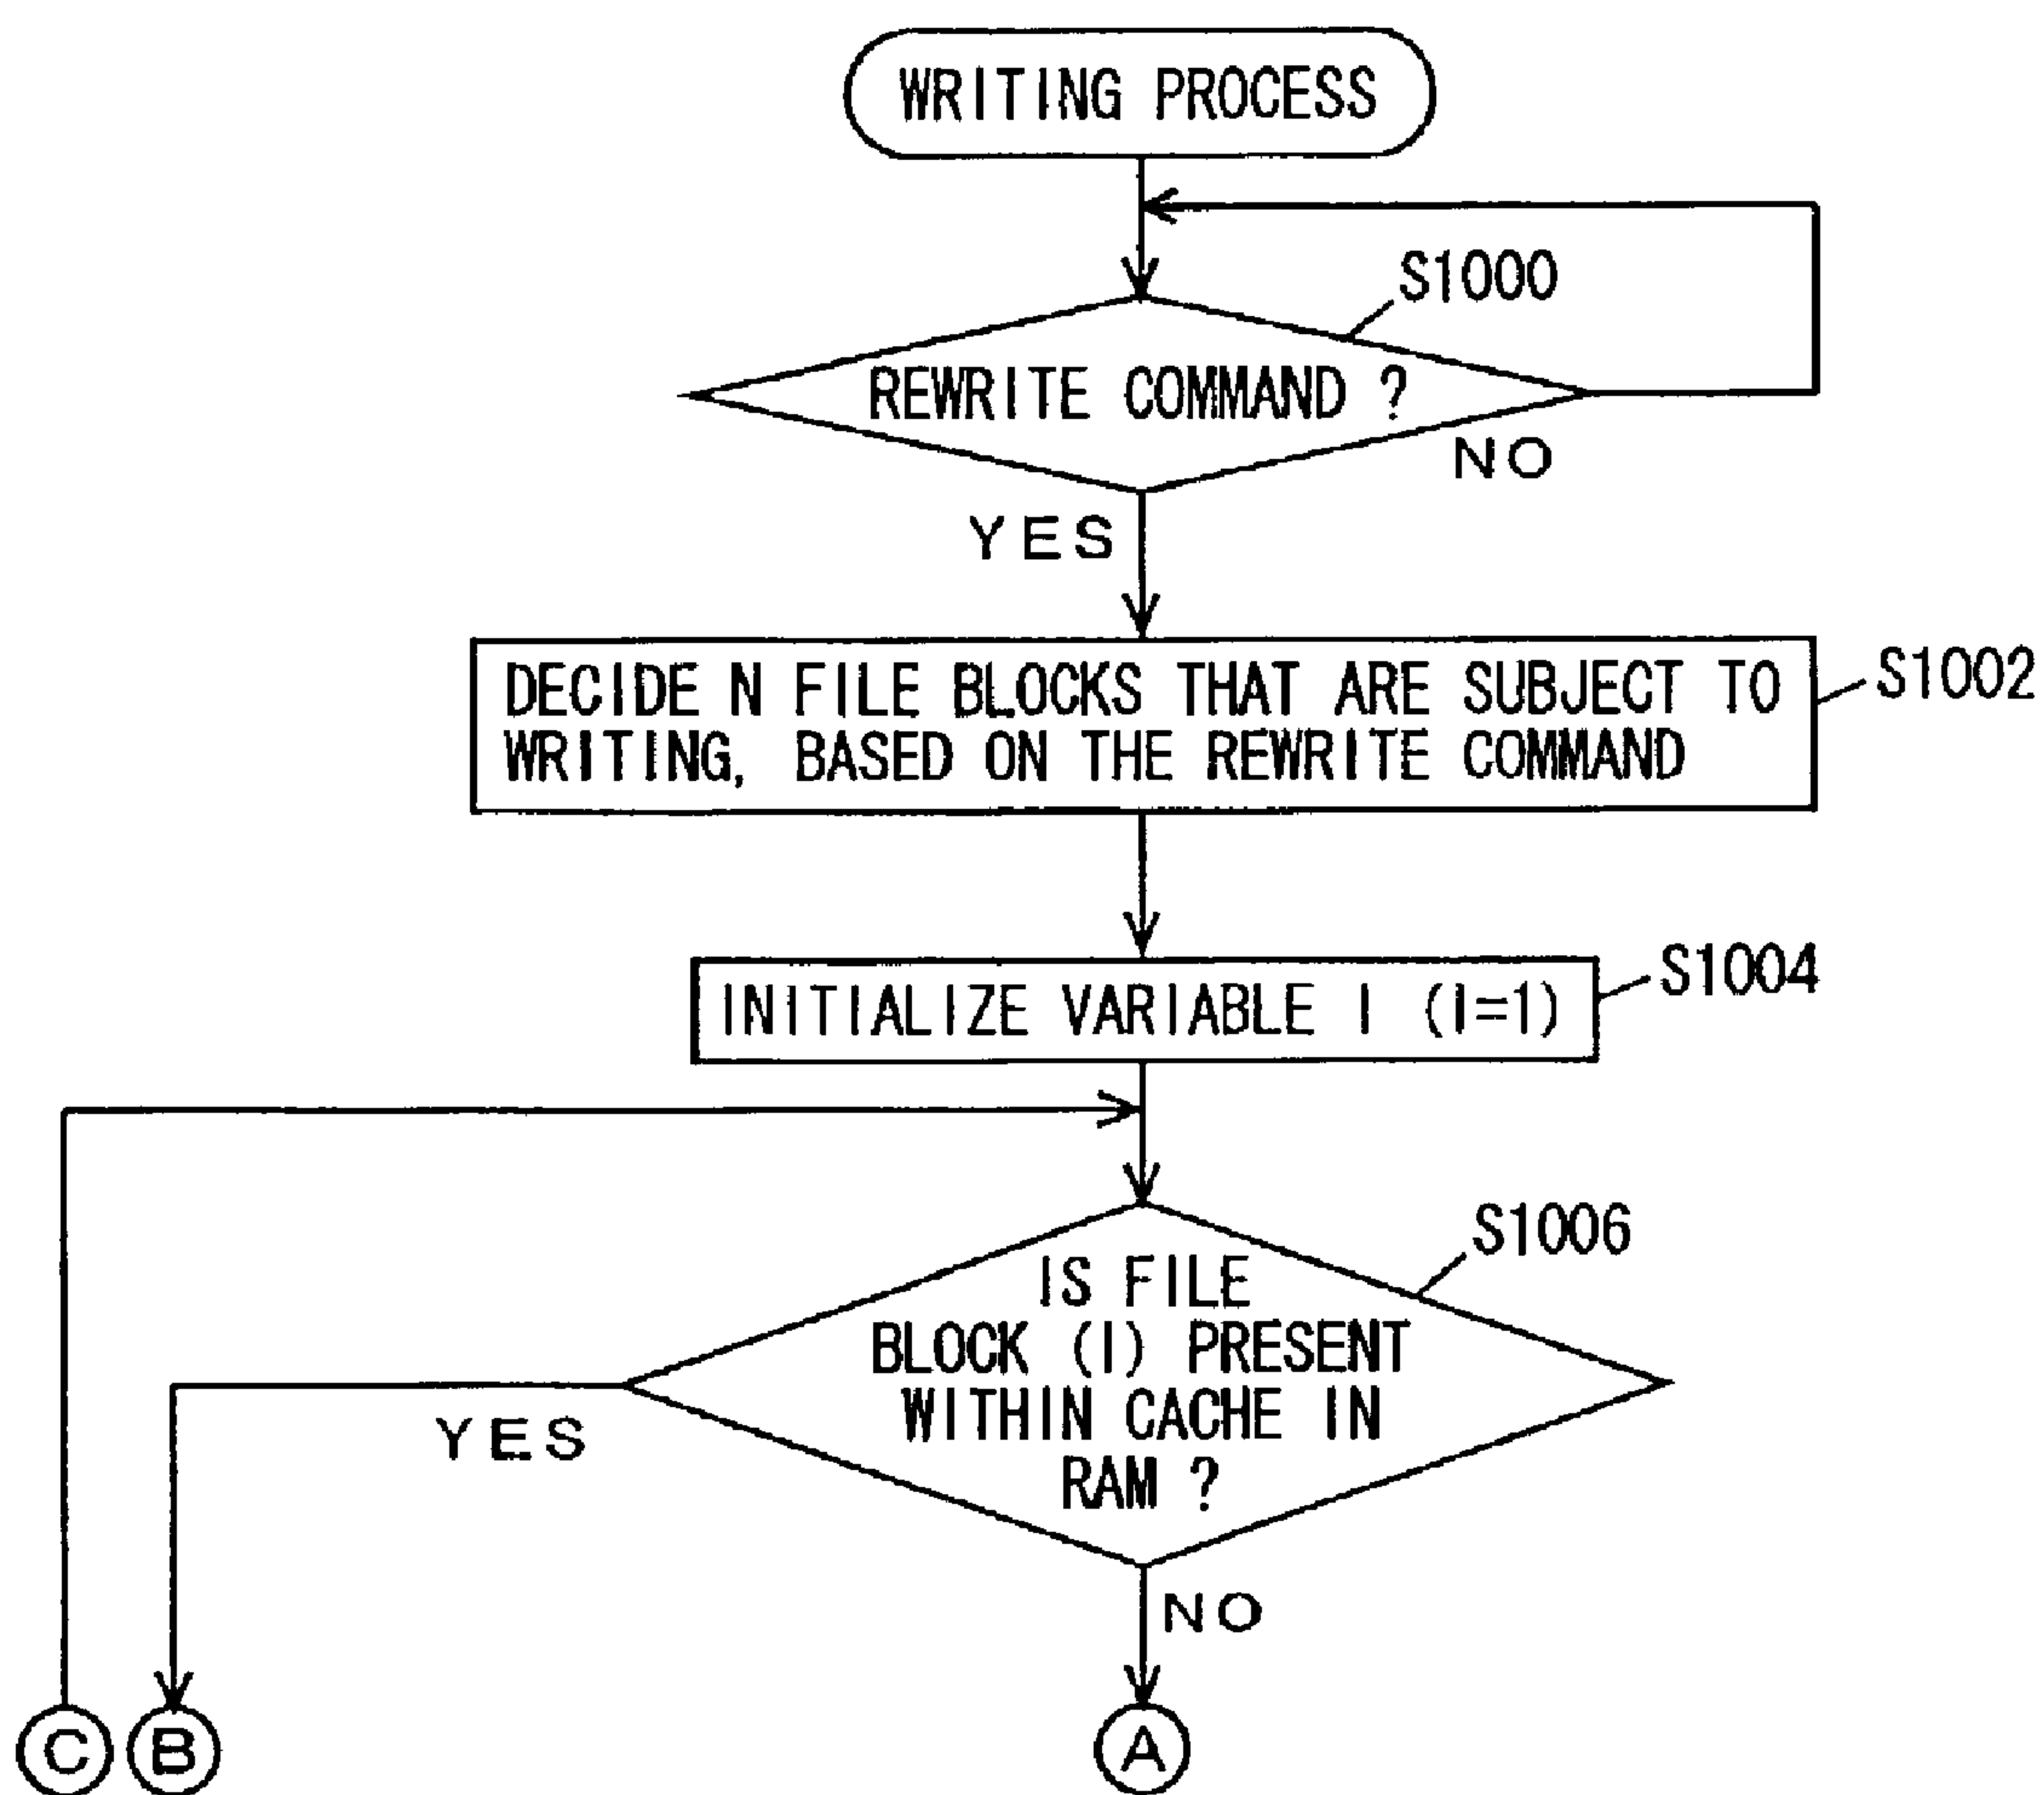 WRITING PROCESS
S1000
REWRITE COMMAND ?
NO
YES
DECIDE N FILE BLOCKS THAT ARE SUBJECT TO
WRITING, BASED ON THE REWRITE COMMAND
S1002
S1004
INITIALIZE VARIABLE I (I=1)
S1006
IS FILE
BLOCK (I) PRESENT
WITHIN CACHE IN
RAM ?
YES
NO
C
B
A